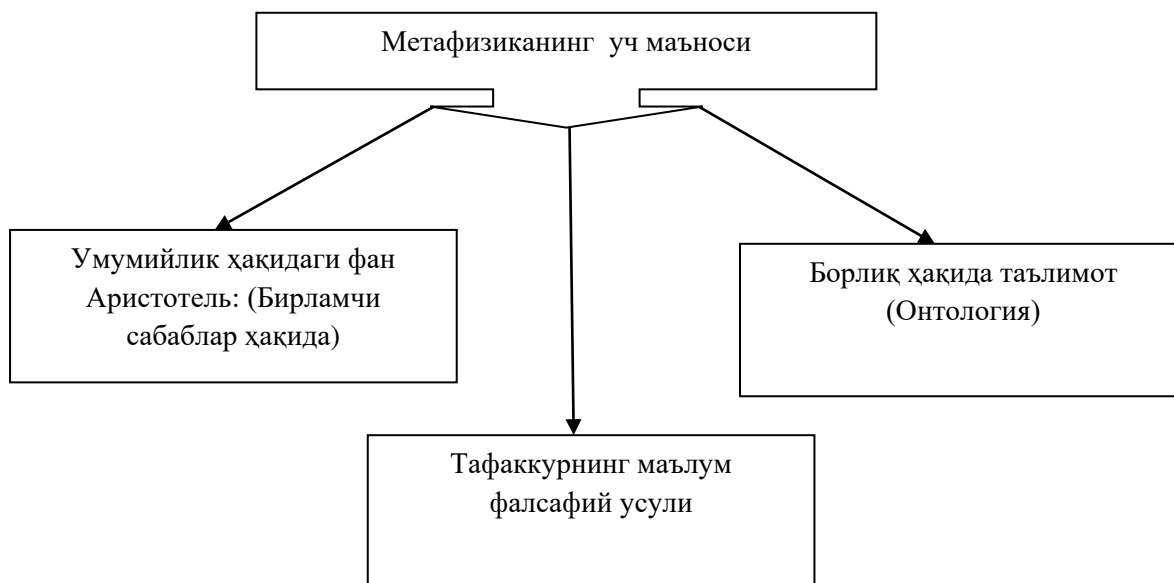 Метафизиканинг уч маъноси
Умумийлик ҳақидаги фан
Аристотель: (Бирламчи
сабаблар ҳақида)
Борлиқ ҳақида таълимот
(Онтология)
Тафаккурнинг маълум
фалсафий усули